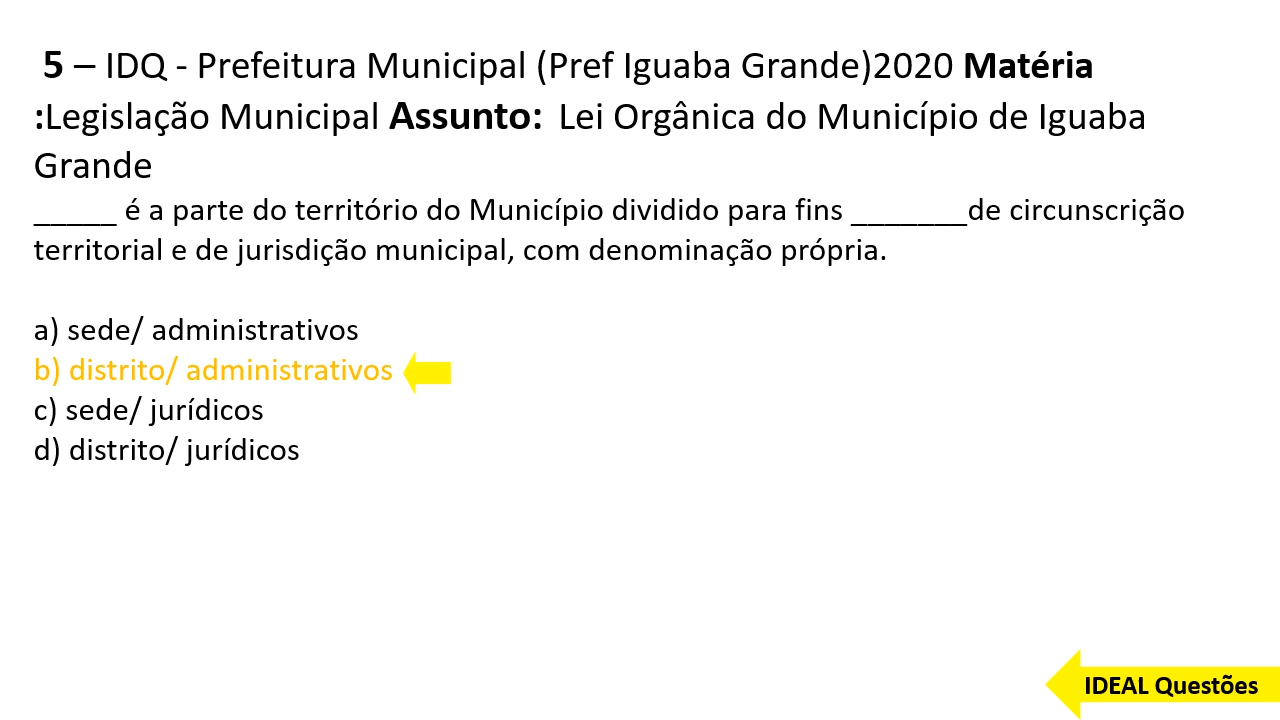 5 – IDQ - Prefeitura Municipal (Pref Iguaba Grande)2020 Matéria
:Legislação Municipal Assunto: Lei Orgânica do Município de Iguaba
Grande
_____ é a parte do território do Município dividido para fins _______de circunscrição
territorial e de jurisdição municipal, com denominação própria.
a) sede/ administrativos
b) distrito/ administrativos
c) sede/ jurídicos
d) distrito/ jurídicos
IDEAL Questões